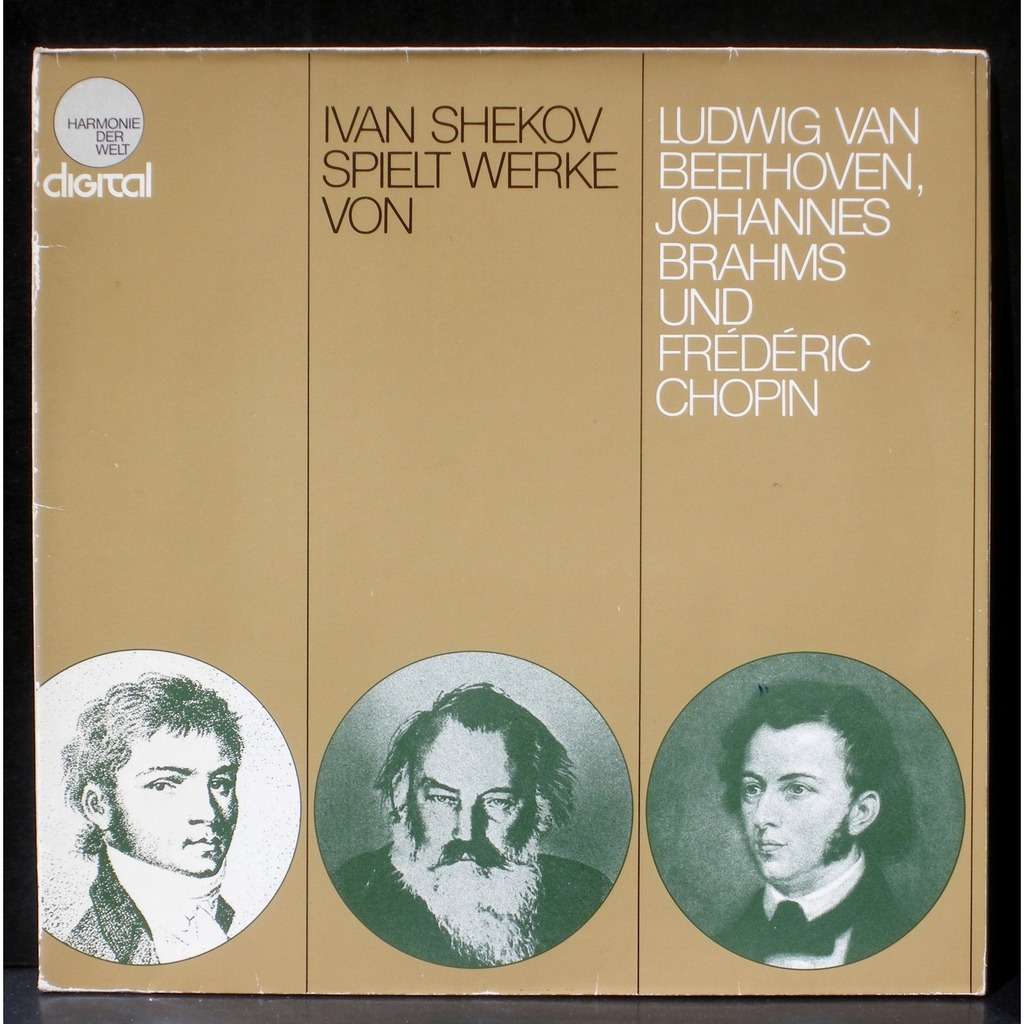 HARMONIE
DER
WELT
digital
IVAN SHEKOV
SPIELT WERKE
VON
LUDWIG VAN
BEETHOVEN,
JOHANNES
BRAHMS
UND
FRÉDÉRIC
CHOPIN